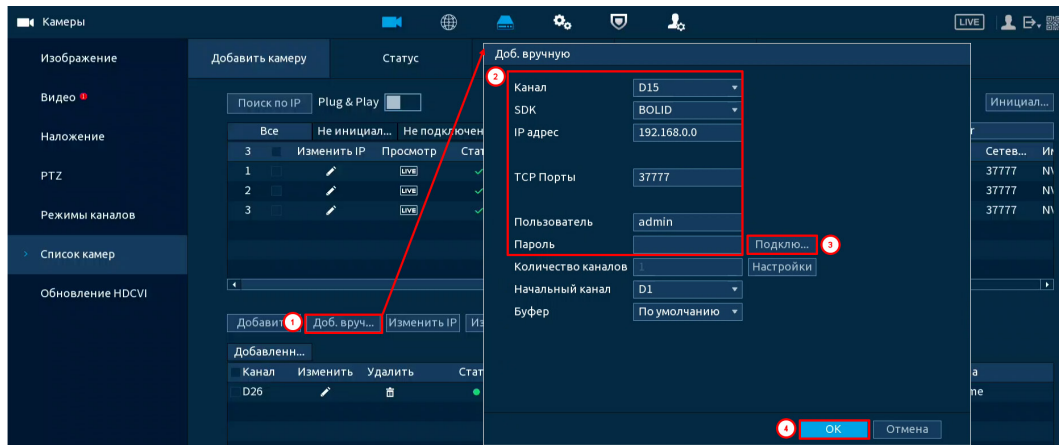 Камеры
LIVE
Изображение
Видео
Наложение
PTZ
Режимы каналов
Список камер
Обновление HDCVI
Добавить камеру Статус
Поиск по IP Plug & Play Инициал...
Все Не инициал... Не подключен
3 Изменить IP Просмотр Стат Сетев...
1 LIVE 37777
2 LIVE 37777
3 LIVE 37777
1
Добавит Доб. вруч... Изменить IP Из
Добавленн...
Канал Изменить Удалить Стат
D26
Доб. вручную
2
Канал D15
SDK BOLID
IP адрес 192.168.0.0
TCP Порты 37777
Пользователь admin
Пароль Подклю... 3
Количество каналов 1 Настройки
Начальный канал D1
Буфер По умолчанию
4 OK Отмена